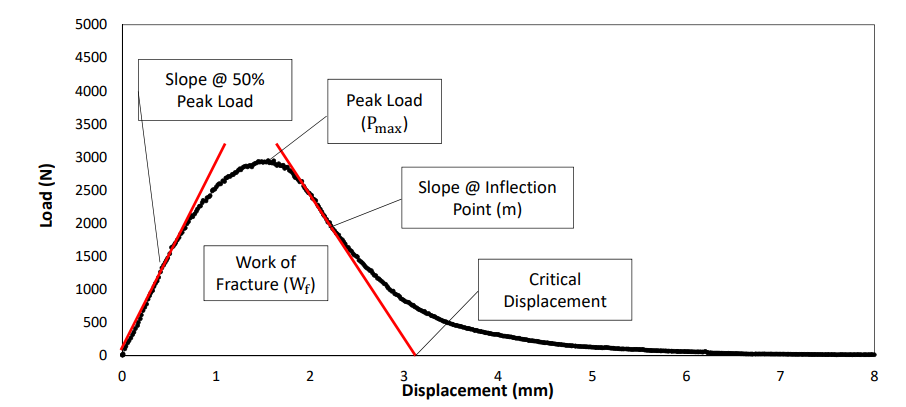 5000
4500
4000
3500
3000
2500
2000
1500
1000
500
0
Load (N)
Slope @ 50%
Peak Load
Peak Load
(Pmax)
Slope @ Inflection
Point (m)
Work of
Fracture (Wf)
Critical
Displacement
0 1 2 3 4 5 6 7 8
Displacement (mm)